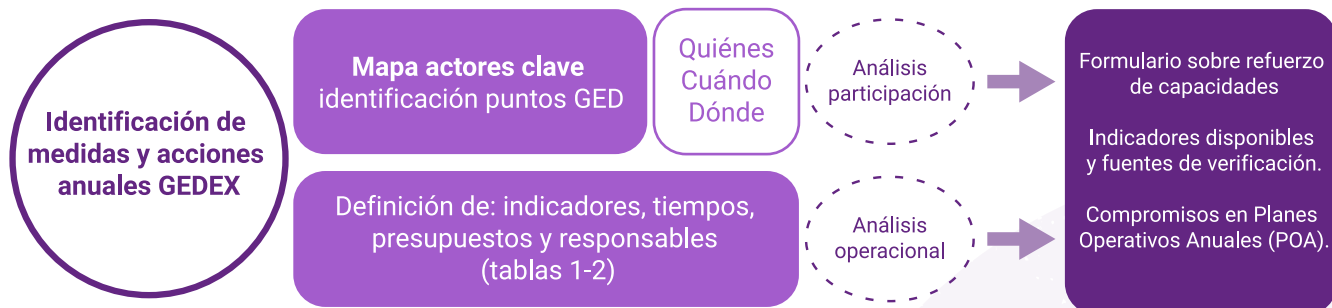 Identificación de
medidas y acciones
anuales GEDEX
Mapa actores clave
identificación puntos GED
Quiénes
Cuándo
Dónde
Análisis
participación
Definición de: indicadores, tiempos,
presupuestos y responsables
(tablas 1-2)
Análisis
operacional
Formulario sobre refuerzo
de capacidades
Indicadores disponibles
y fuentes de verificación.
Compromisos en Planes
Operativos Anuales (POA).